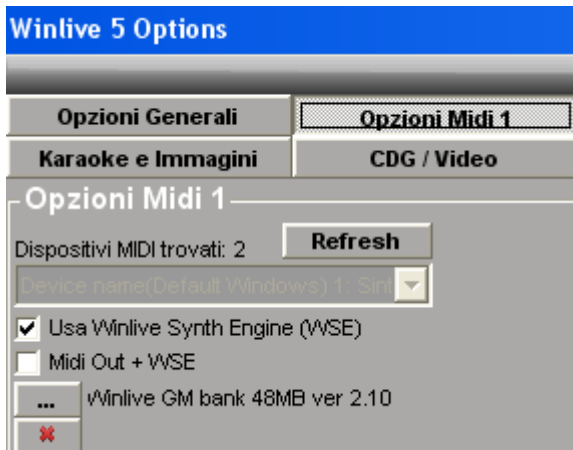 Winlive 5 Options
Opzioni Generali
Opzioni Midi 1
Karaoke e Immagini
CDG / Video
Opzioni Midi 1
Dispositivi MIDI trovati: 2
Refresh
Device name(Default Windows) 1: Sint
Usa Winlive Synth Engine (WSE)
Midi Out + WSE
...
Winlive GM bank 48MB ver 2.10